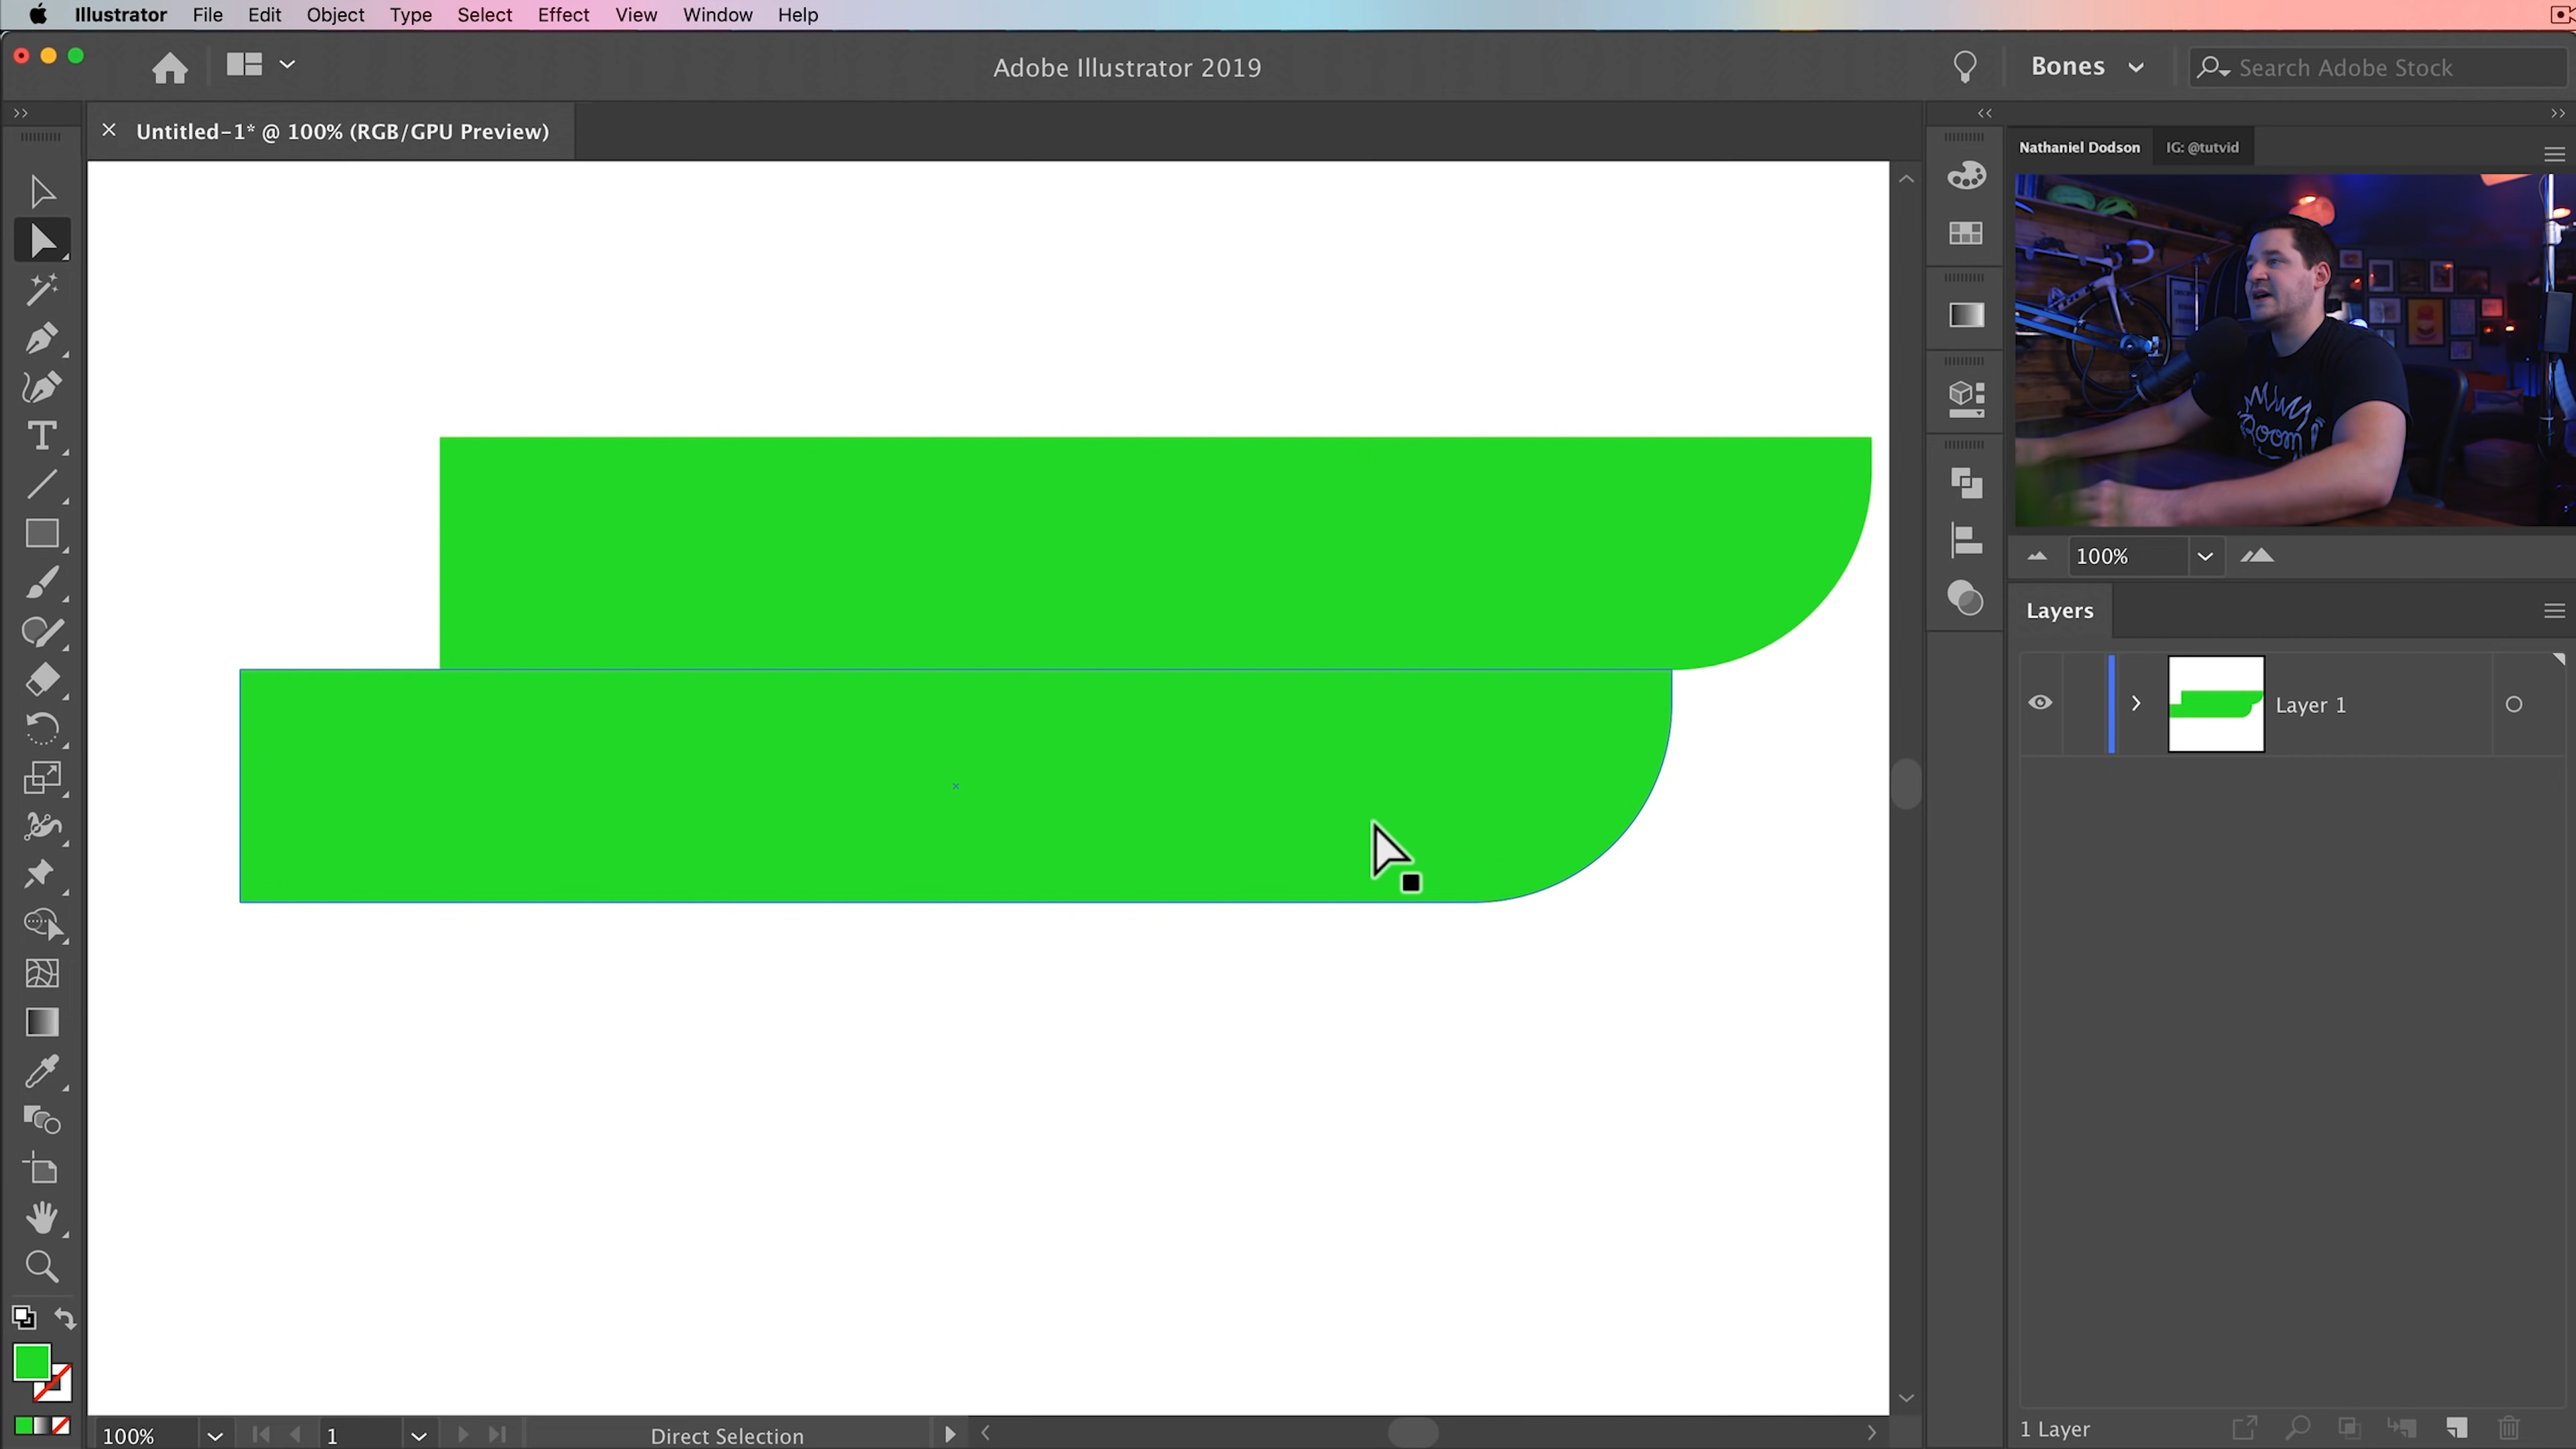 Illustrator File Edit Object Type Select Effect View Window Help
Adobe Illustrator 2019
Bones
Search Adobe Stock
Untitled-1* @ 100% (RGB/GPU Preview)
Nathaniel Dodson
IG: @tutvid
Room
100%
Layers
Layer 1
100%
1
Direct Selection
1 Layer